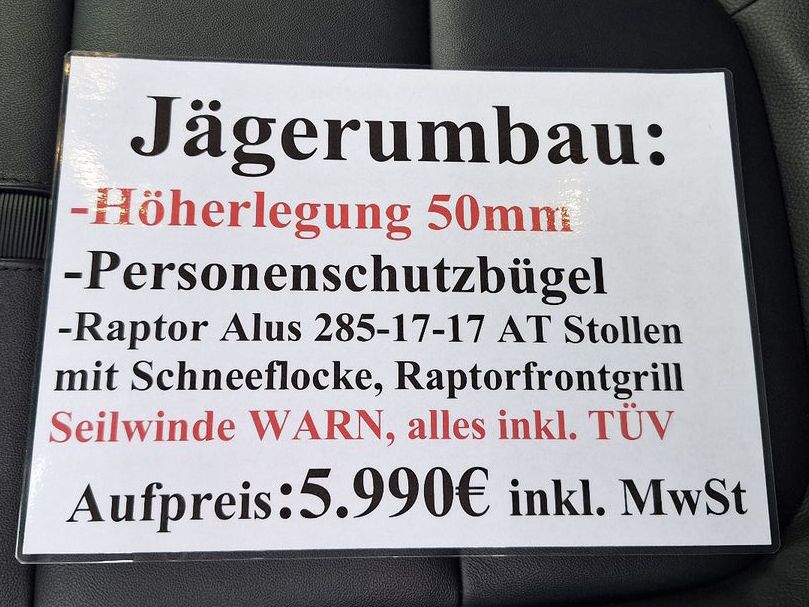 Jägerumbau:
-Höherlegung 50mm
-Personenschutzbügel
-Raptor Alus 285-17-17 AT Stollen
mit Schneeflocke, Raptorfrontgrill
Seilwinde WARN, alles inkl. TÜV
Aufpreis:5.990€ inkl. MwSt